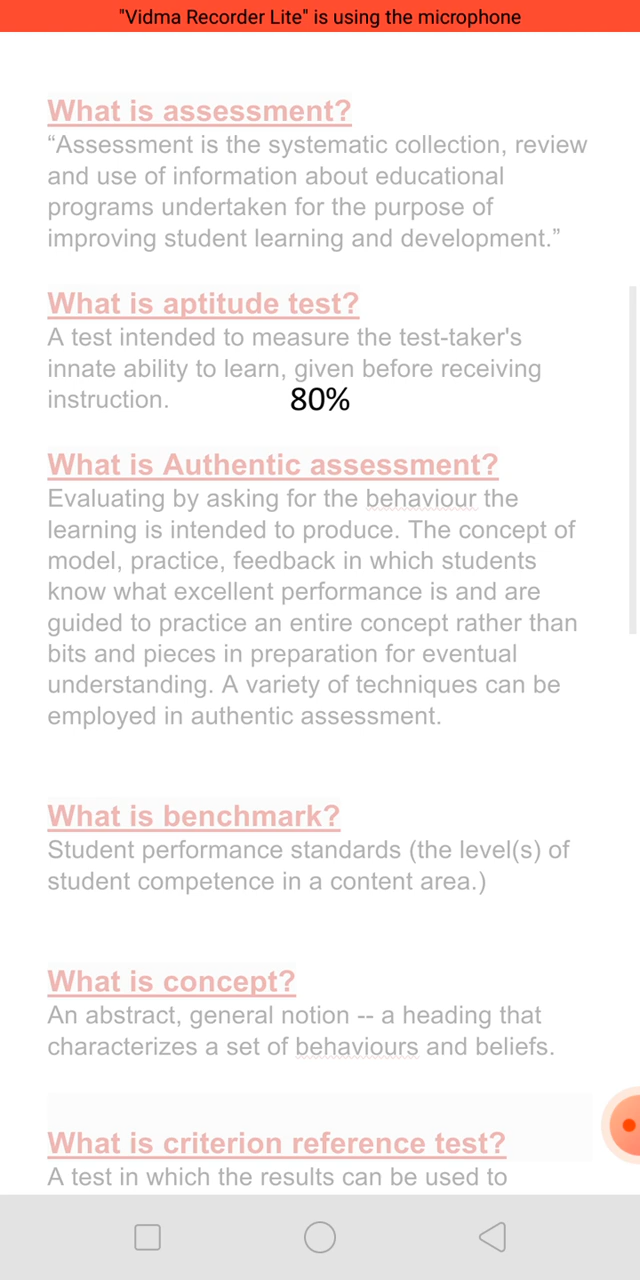 "Vidma Recorder Lite" is using the microphone
What is assessment?
“Assessment is the systematic collection, review
and use of information about educational
programs undertaken for the purpose of
improving student learning and development.”
What is aptitude test?
A test intended to measure the test-taker's
innate ability to learn, given before receiving
instruction.
80%
What is Authentic assessment?
Evaluating by asking for the behaviour the
learning is intended to produce. The concept of
model, practice, feedback in which students
know what excellent performance is and are
guided to practice an entire concept rather than
bits and pieces in preparation for eventual
understanding. A variety of techniques can be
employed in authentic assessment.
What is benchmark?
Student performance standards (the level(s) of
student competence in a content area.)
What is concept?
An abstract, general notion -- a heading that
characterizes a set of behaviours and beliefs.
What is criterion reference test?
A test in which the results can be used to